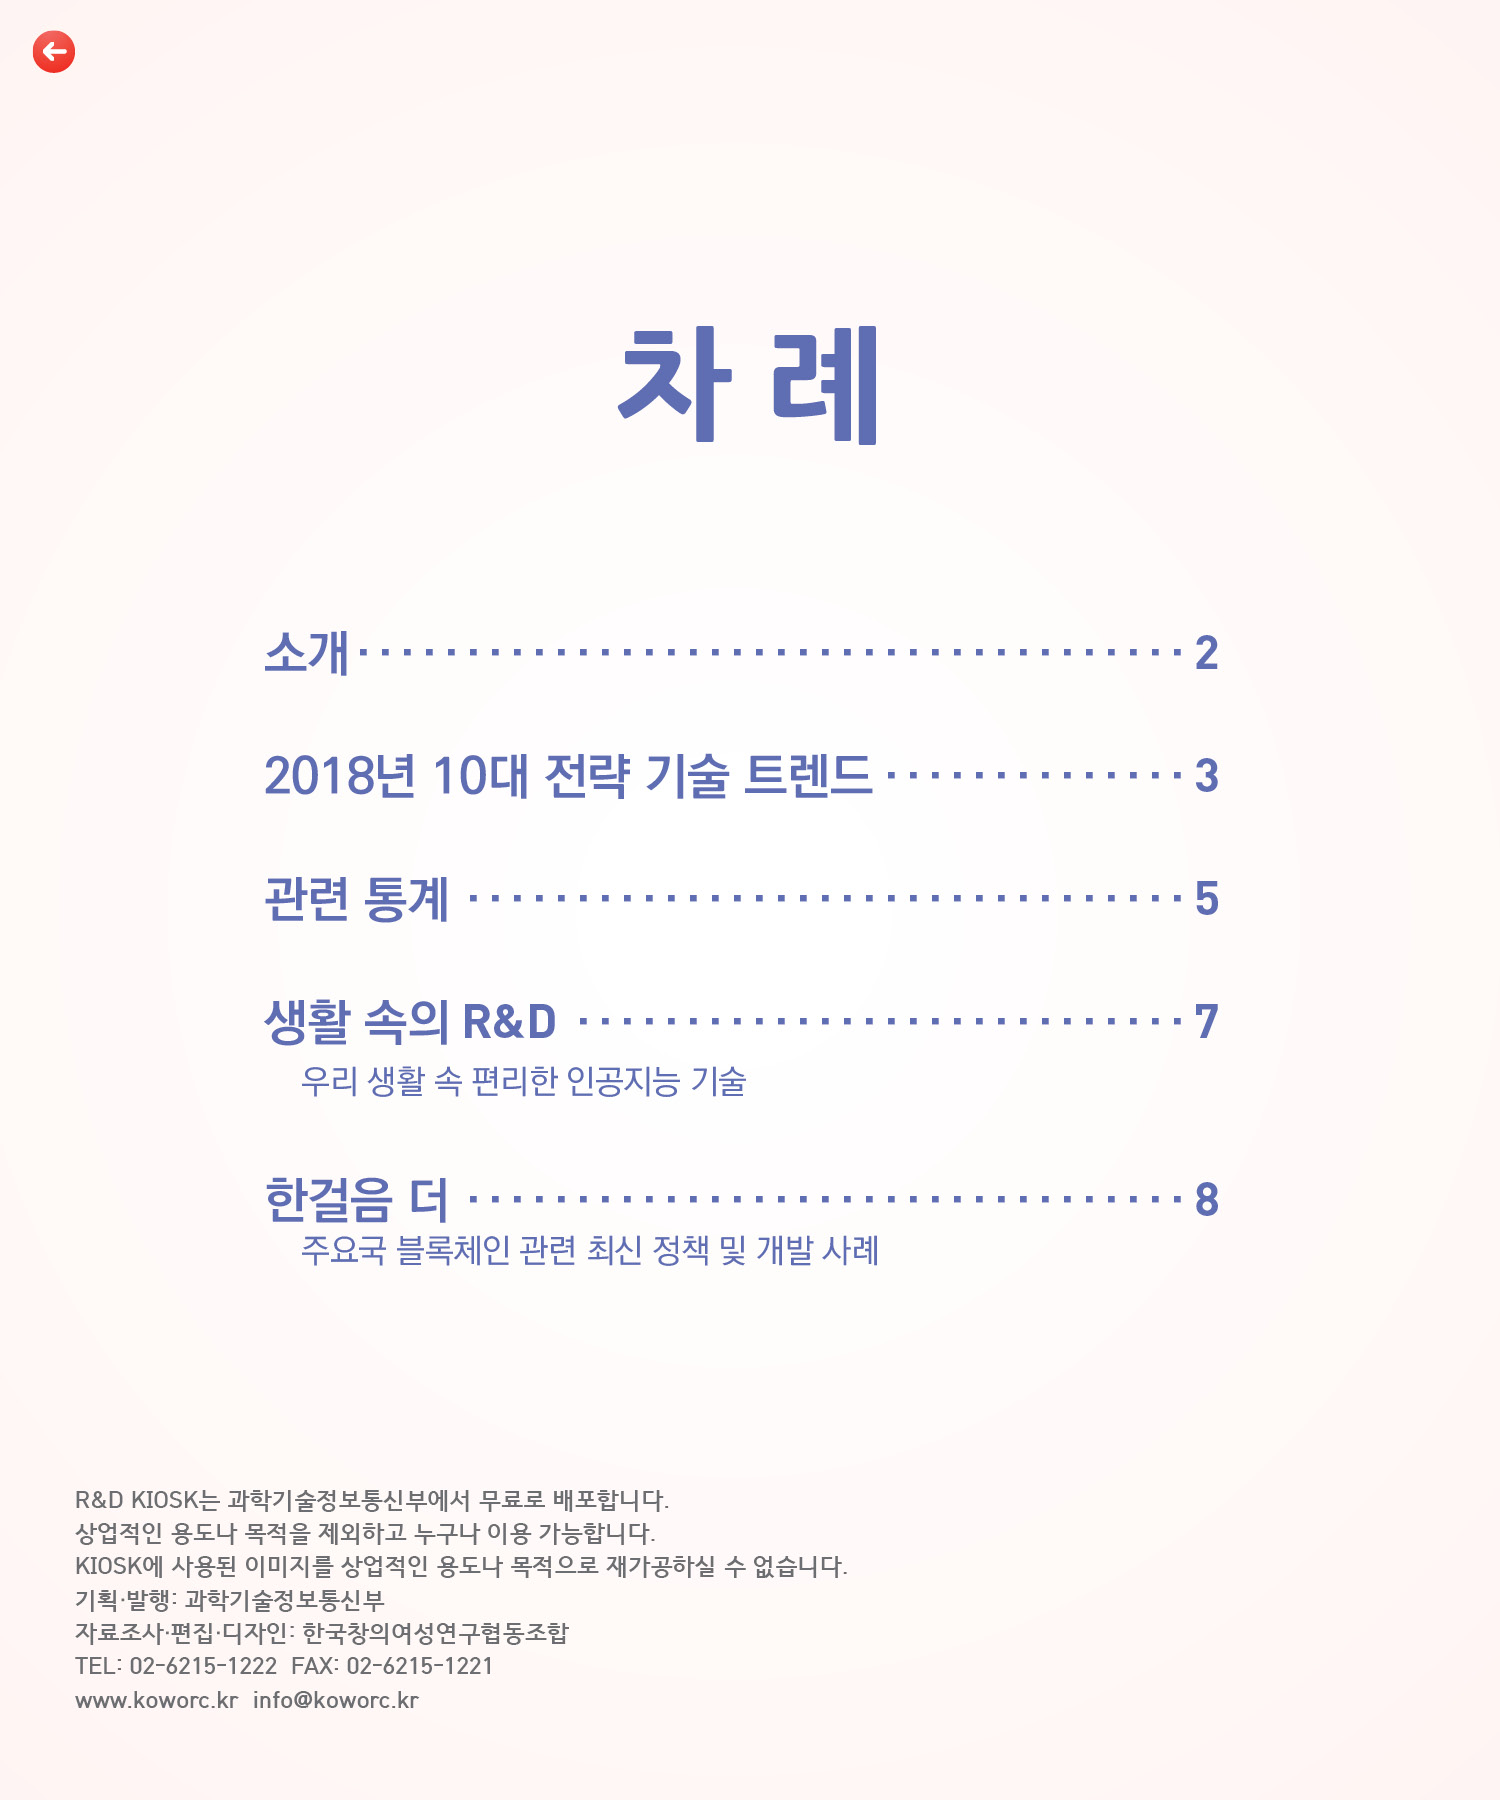 차 례
소개 · · · · · · · · · · · · · · · · · · · · · · · · · · · · · · · · · · · · · · 2
2018년 10대 전략 기술 트렌드 · · · · · · · · · · · · · · 3
관련 통계 · · · · · · · · · · · · · · · · · · · · · · · · · · · · · · · · · 5
생활 속의 R&D · · · · · · · · · · · · · · · · · · · · · · · · · · · · 7
우리 생활 속 편리한 인공지능 기술
한걸음 더 · · · · · · · · · · · · · · · · · · · · · · · · · · · · · · · · · 8
주요국 블록체인 관련 최신 정책 및 개발 사례
R&D KIOSK는 과학기술정보통신부에서 무료로 배포합니다.
상업적인 용도나 목적을 제외하고 누구나 이용 가능합니다.
KIOSK에 사용된 이미지를 상업적인 용도나 목적으로 재가공하실 수 없습니다.
기획·발행: 과학기술정보통신부
자료조사·편집·디자인: 한국창의여성연구협동조합
TEL: 02-6215-1222 FAX: 02-6215-1221
www.koworc.kr info@koworc.kr